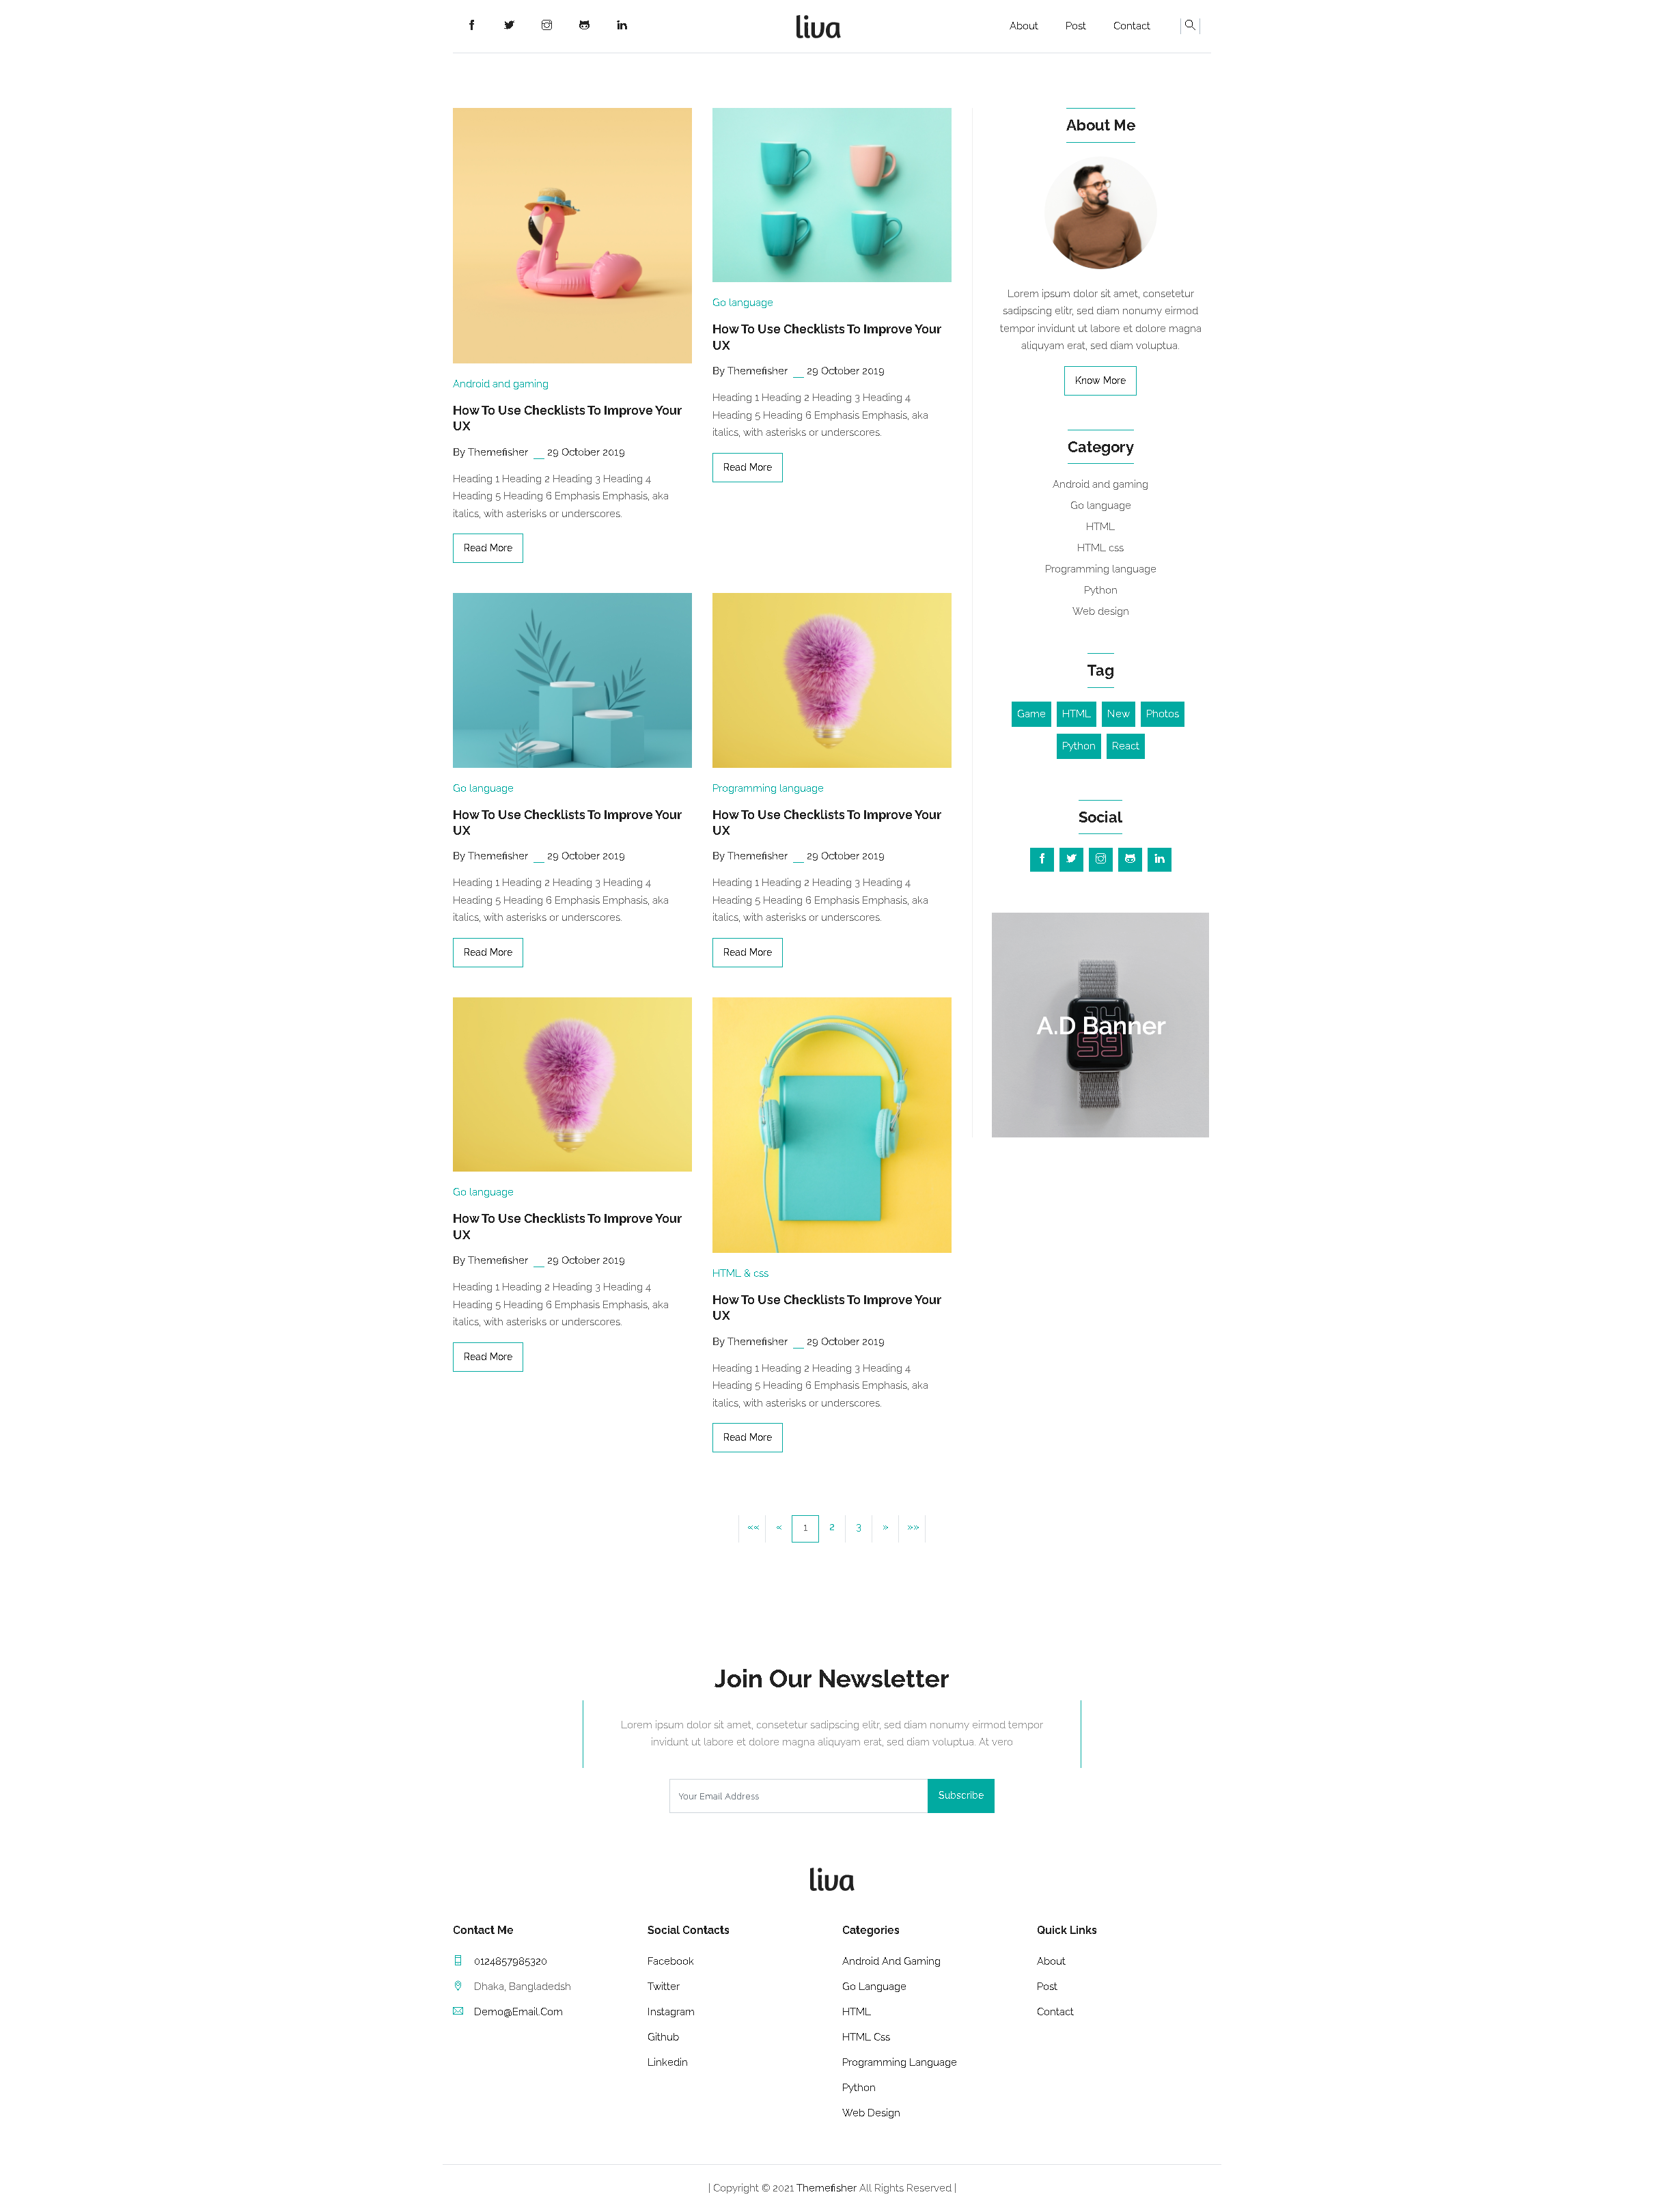 liva
About Post Contact
Android and gaming
How To Use Checklists To Improve Your
UX
By Themefisher __ 29 October 2019
Heading 1 Heading 2 Heading 3 Heading 4
Heading 5 Heading 6 Emphasis Emphasis, aka
italics, with asterisks or underscores.
Read More
Go language
How To Use Checklists To Improve Your
UX
By Themefisher __ 29 October 2019
Heading 1 Heading 2 Heading 3 Heading 4
Heading 5 Heading 6 Emphasis Emphasis, aka
italics, with asterisks or underscores.
Read More
Go language
How To Use Checklists To Improve Your
UX
By Themefisher __ 29 October 2019
Heading 1 Heading 2 Heading 3 Heading 4
Heading 5 Heading 6 Emphasis Emphasis, aka
italics, with asterisks or underscores.
Read More
Programming language
How To Use Checklists To Improve Your
UX
By Themefisher __ 29 October 2019
Heading 1 Heading 2 Heading 3 Heading 4
Heading 5 Heading 6 Emphasis Emphasis, aka
italics, with asterisks or underscores.
Read More
Go language
How To Use Checklists To Improve Your
UX
By Themefisher __ 29 October 2019
Heading 1 Heading 2 Heading 3 Heading 4
Heading 5 Heading 6 Emphasis Emphasis, aka
italics, with asterisks or underscores.
Read More
HTML & css
How To Use Checklists To Improve Your
UX
By Themefisher __ 29 October 2019
Heading 1 Heading 2 Heading 3 Heading 4
Heading 5 Heading 6 Emphasis Emphasis, aka
italics, with asterisks or underscores.
Read More
About Me
Lorem ipsum dolor sit amet, consetetur
sadipscing elitr, sed diam nonumy eirmod
tempor invidunt ut labore et dolore magna
aliquyam erat, sed diam voluptua.
Know More
Category
Android and gaming
Go language
HTML
HTML css
Programming language
Python
Web design
Tag
Game HTML New Photos
Python React
Social
14
A.D Banner
59
«« « 1 2 3 » »»
Join Our Newsletter
Lorem ipsum dolor sit amet, consetetur sadipscing elitr, sed diam nonumy eirmod tempor
invidunt ut labore et dolore magna aliquyam erat, sed diam voluptua. At vero
Your Email Address Subscribe
liva
Contact Me
0124857985320
Dhaka, Bangladedsh
Demo@Email.Com
Social Contacts
Facebook
Twitter
Instagram
Github
Linkedin
Categories
Android And Gaming
Go Language
HTML
HTML Css
Programming Language
Python
Web Design
Quick Links
About
Post
Contact
| Copyright © 2021 Themefisher All Rights Reserved |